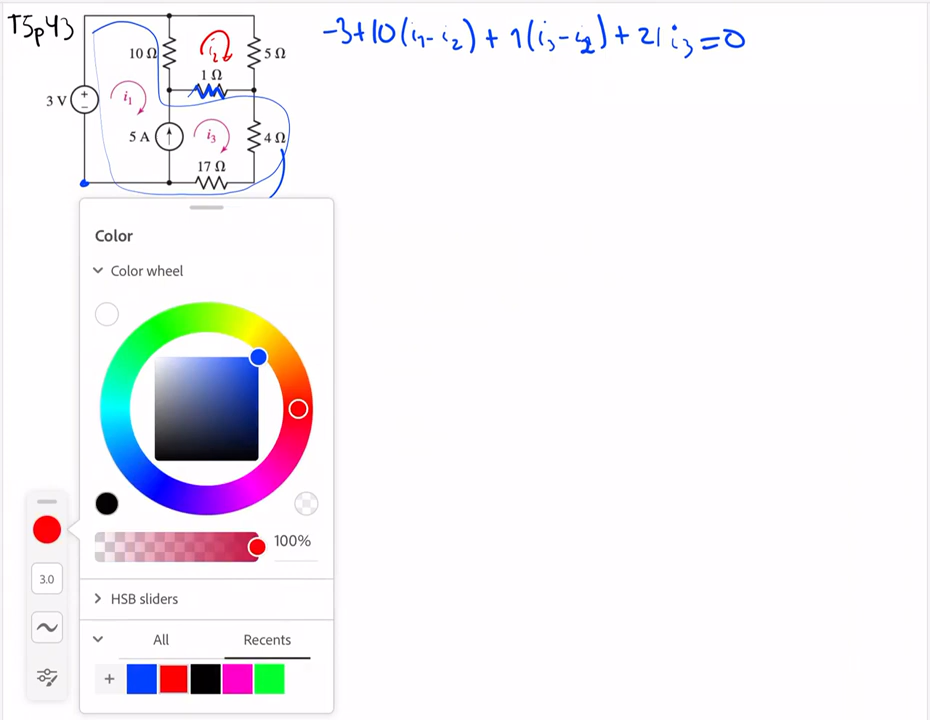 T5p43
-3+10(i₁-i₂)+1(i₃-i₂)+21i₃=0
10 Ω
i₂
5 Ω
1 Ω
3 V
+
−
i₁
5 A
i₃
4 Ω
17 Ω
Color
Color wheel
100%
3.0
HSB sliders
All
Recents
+